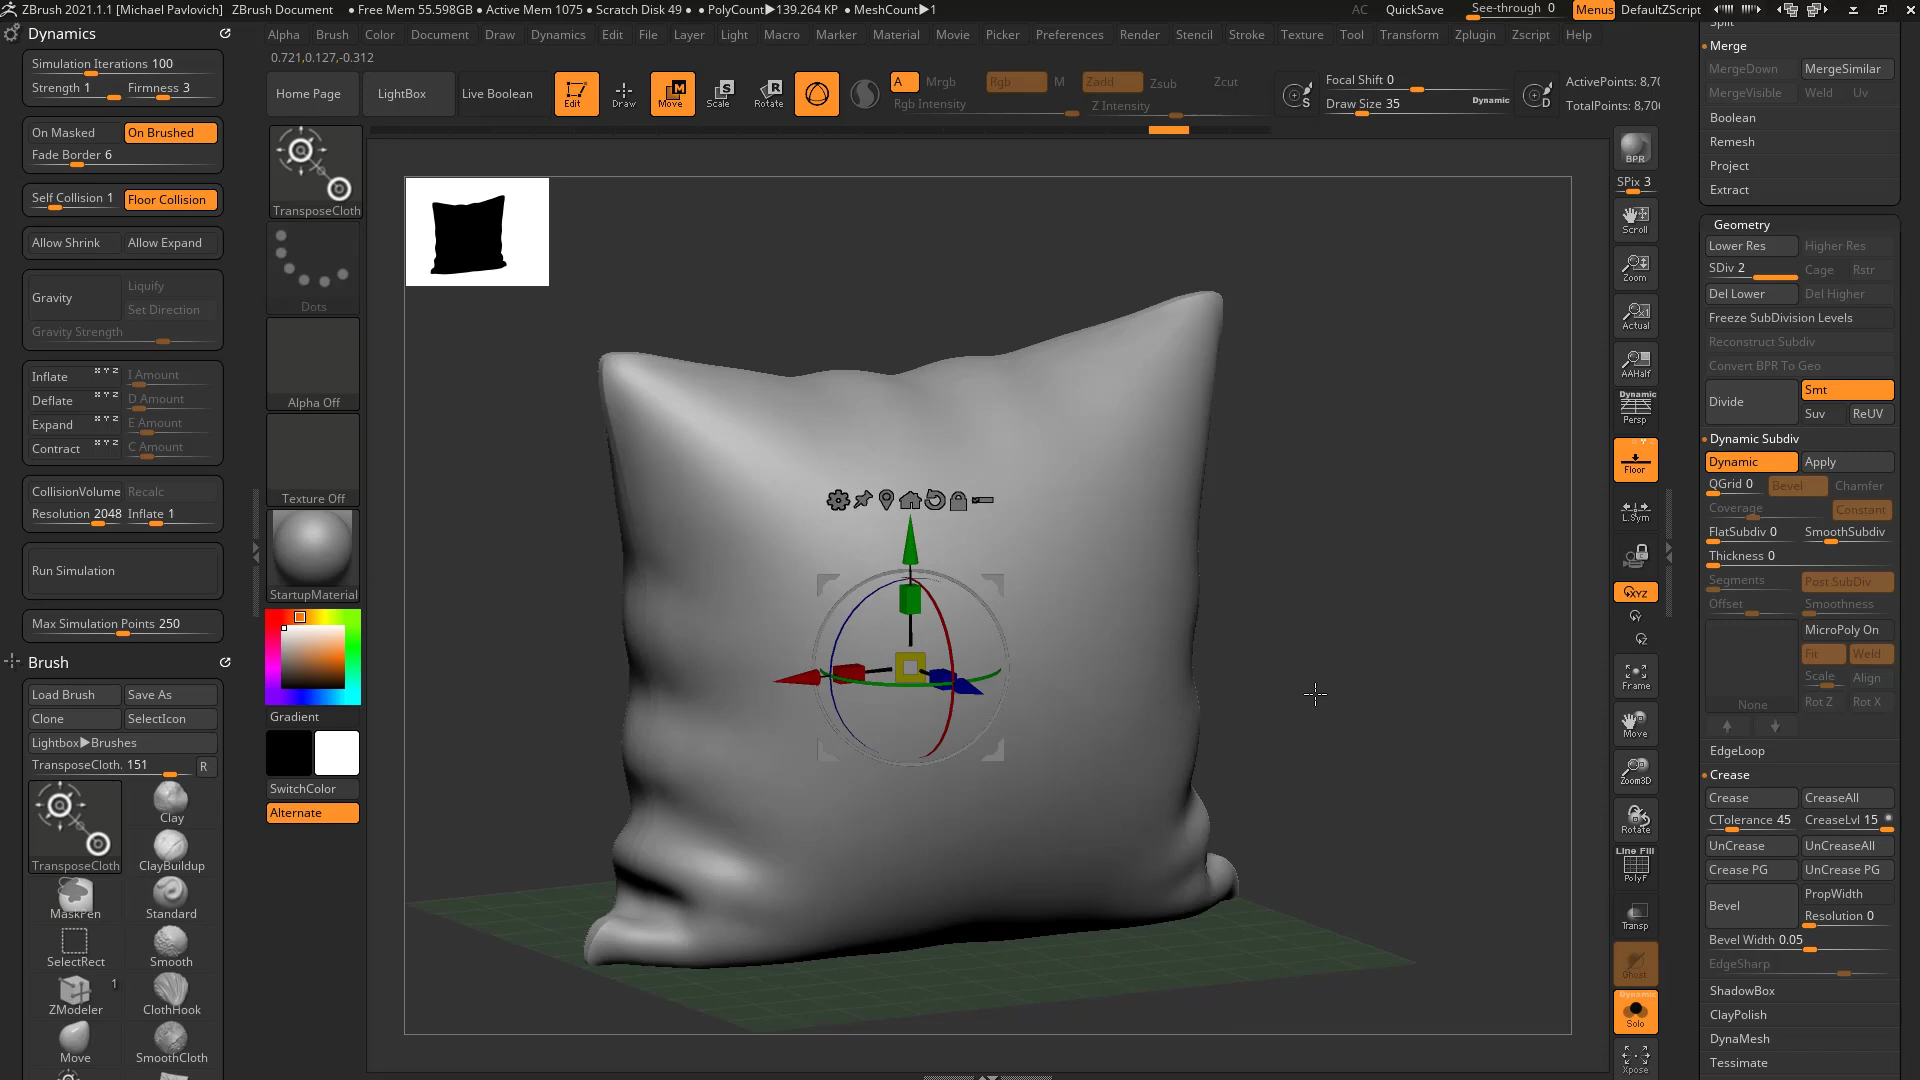 ZBrush 2021.1.1 [Michael Pavlovich] ZBrush Document ● Free Mem 55.598GB ● Active Mem 1075 ● Scratch Disk 49 ● ● PolyCount▶139.264 KP ● MeshCount▶1 AC QuickSave See-through 0 Menus DefaultZScript
Dynamics
Alpha Brush Color Document Draw Dynamics Edit File Layer Light Macro Marker Material Movie Picker Preferences Render Stencil Stroke Texture Tool Transform Zplugin Zscript Help
0.721,0.127,-0.312
Home Page LightBox Live Boolean Edit Draw Move Scale Rotate
A Mrgb Rgb M Zadd Zsub Zcut
Rgb Intensity Z Intensity
Focal Shift 0
Draw Size 35 Dynamic
S D
ActivePoints: 8,70
TotalPoints: 8,706
Simulation Iterations 100
Strength 1 Firmness 3
On Masked On Brushed
Fade Border 6
Self Collision 1 Floor Collision
Allow Shrink Allow Expand
Gravity Liquify
Set Direction
Gravity Strength
Inflate X Y Z I Amount
Deflate X Y Z D Amount
Expand X Y Z E Amount
Contract X Y Z C Amount
CollisionVolume Recalc
Resolution 2048 Inflate 1
Run Simulation
Max Simulation Points 250
Brush
Load Brush Save As
Clone SelectIcon
Lightbox▶Brushes
TransposeCloth. 151 R
TransposeCloth Clay
ClayBuildup
MaskPen Standard
SelectRect Smooth
ZModeler 1 ClothHook
Move SmoothCloth
TransposeCloth
Dots
Alpha Off
Texture Off
StartupMaterial
Gradient
SwitchColor
Alternate
BPR
SPix 3
Scroll
Zoom
Actual
AAHalf
Dynamic
Persp
Floor
L.Sym
XYZ
Y
Z
Frame
Move
Zoom3D
Rotate
Line Fill
PolyF
Transp
Ghost
Dynamic
Solo
Xpose
Split
Merge
MergeDown MergeSimilar
MergeVisible Weld Uv
Boolean
Remesh
Project
Extract
Geometry
Lower Res Higher Res
SDiv 2 Cage Rstr
Del Lower Del Higher
Freeze SubDivision Levels
Reconstruct Subdiv
Convert BPR To Geo
Divide Smt
Suv ReUV
Dynamic Subdiv
Dynamic Apply
QGrid 0 Bevel Chamfer
Coverage Constant
FlatSubdiv 0 SmoothSubdiv
Thickness 0
Segments Post SubDiv
Offset Smoothness
MicroPoly On
Fit Weld
Scale Align
None Rot Z Rot X
EdgeLoop
Crease
Crease CreaseAll
CTolerance 45 CreaseLvl 15
UnCrease UnCreaseAll
Crease PG UnCrease PG
Bevel PropWidth
Resolution 0
Bevel Width 0.05
EdgeSharp
ShadowBox
ClayPolish
DynaMesh
Tessimate